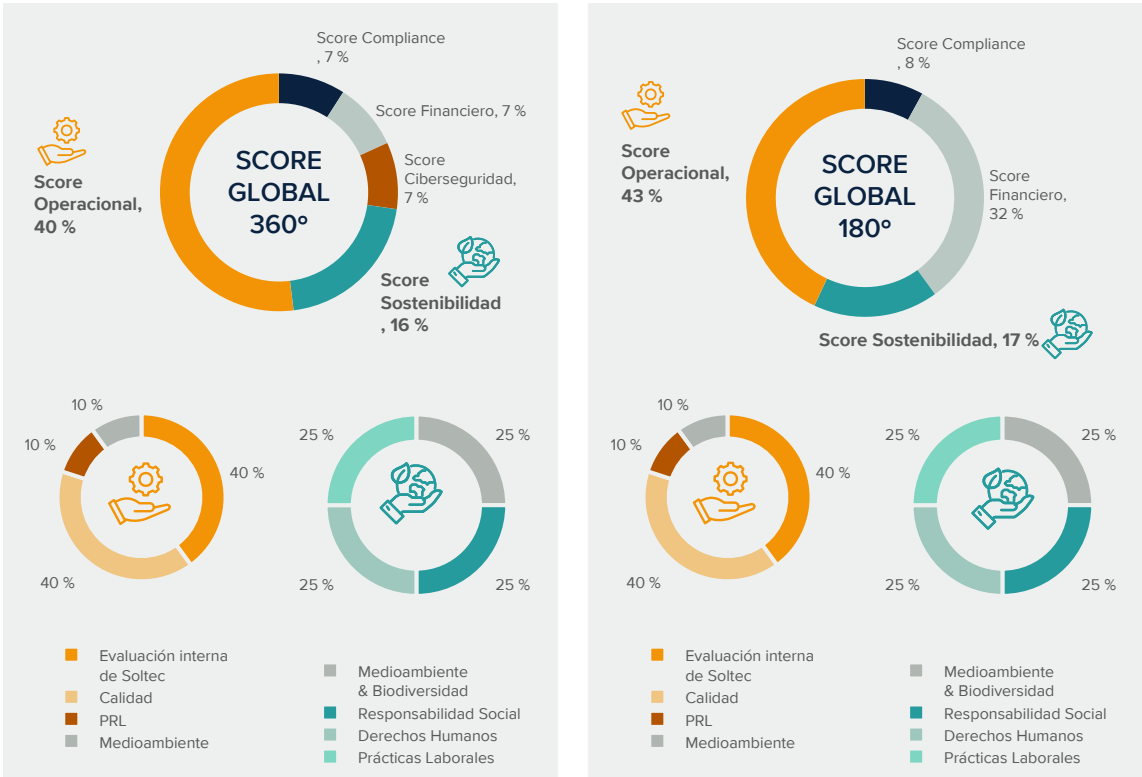 Score Compliance
, 7 %
Score Financiero, 7 %
Score
Ciberseguridad,
7 %
Score
Operacional,
40 %
SCORE
GLOBAL
360°
Score
Sostenibilidad
, 16 %
10 %
10 %
40 %
40 %
25 %
25 %
25 %
25 %
Evaluación interna
de Soltec
Calidad
PRL
Medioambiente
Medioambiente
& Biodiversidad
Responsabilidad Social
Derechos Humanos
Prácticas Laborales
Score Compliance
, 8 %
Score
Operacional,
43 %
SCORE
GLOBAL
180°
Score
Financiero,
32 %
Score Sostenibilidad, 17 %
10 %
10 %
40 %
40 %
25 %
25 %
25 %
25 %
Evaluación interna
de Soltec
Calidad
PRL
Medioambiente
Medioambiente
& Biodiversidad
Responsabilidad Social
Derechos Humanos
Prácticas Laborales